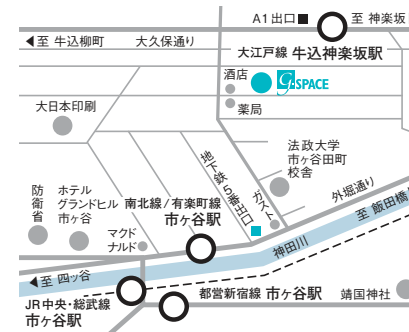 A1出口■ 至 神楽坂
◀至 牛込柳町 大久保通り
大江戸線 牛込神楽坂駅
酒店
G-SPACE
薬局
大日本印刷
法政大学
市ヶ谷田町
校舎
地下鉄5番出口
ガスト
外堀通り
至 飯田橋
防衛省
ホテル
グランドヒル
市ヶ谷
南北線/有楽町線
市ヶ谷駅
マクド
ナルド
神田川
◀至 四ッ谷
JR中央・総武線
市ヶ谷駅
都営新宿線 市ヶ谷駅
靖国神社